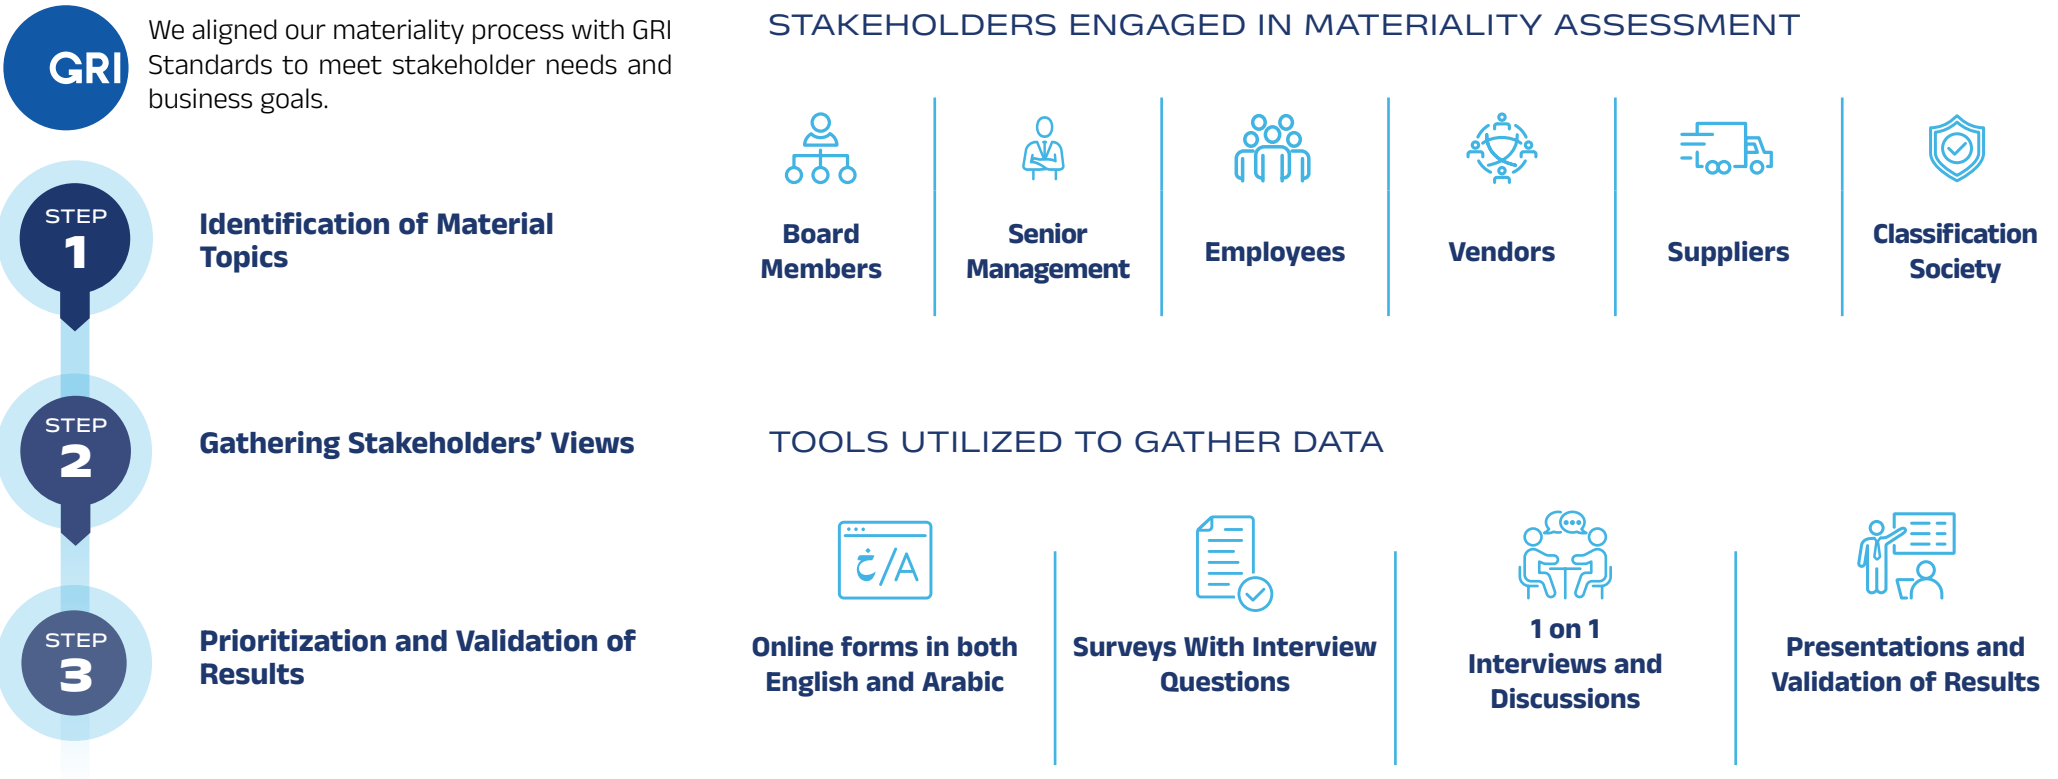 GRI
We aligned our materiality process with GRI
Standards to meet stakeholder needs and
business goals.
STEP
1
Identification of Material
Topics
STEP
2
Gathering Stakeholders’ Views
STEP
3
Prioritization and Validation of
Results
STAKEHOLDERS ENGAGED IN MATERIALITY ASSESSMENT
Board
Members
Senior
Management
Employees
Vendors
Suppliers
Classification
Society
TOOLS UTILIZED TO GATHER DATA
خ/A
Online forms in both
English and Arabic
Surveys With Interview
Questions
1 on 1
Interviews and
Discussions
Presentations and
Validation of Results